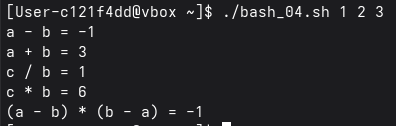 [User-c121f4dd@vbox ~]$ ./bash_04.sh 1 2 3
a - b = -1
a + b = 3
c / b = 1
c * b = 6
(a - b) * (b - a) = -1